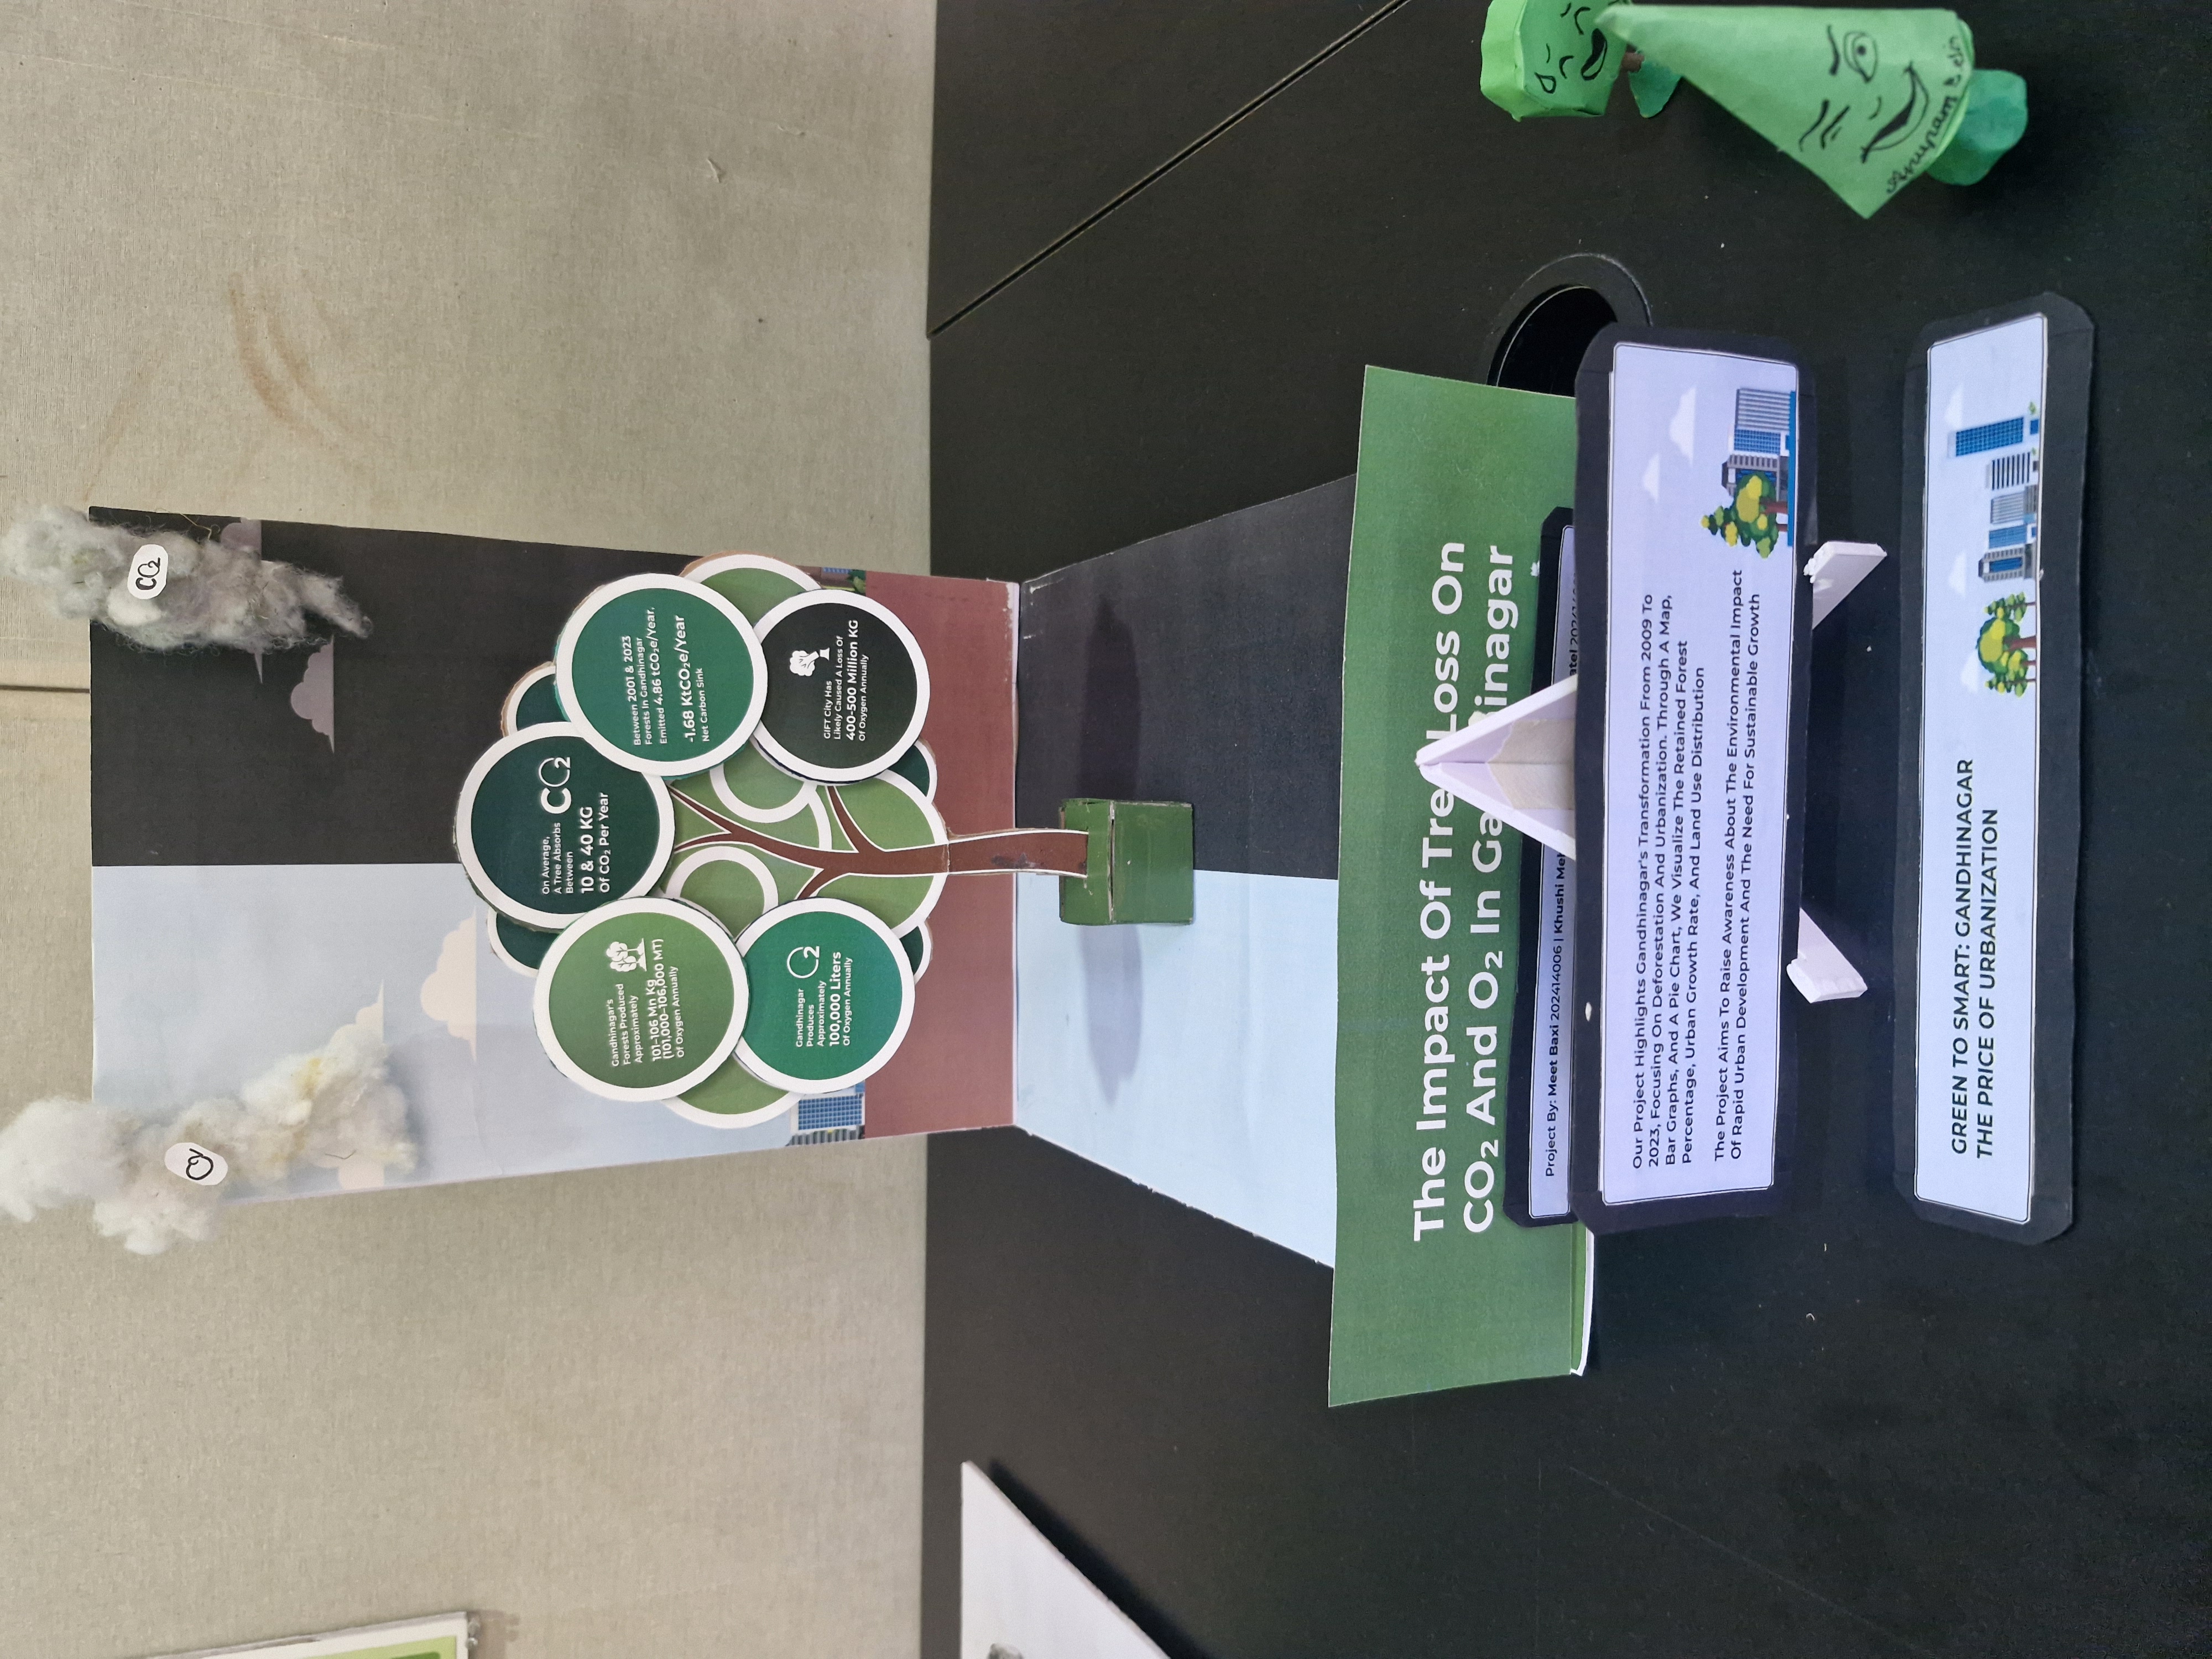 O2
CO2
On Average,
A Tree Absorbs
Between
CO2
10 & 40 KG
Of CO₂ Per Year
Gandhinagar's
Forests Produced
Approximately
101-106 Mn Kg
(101,000-106,000 MT)
Of Oxygen Annually
Between 2001 & 2023
Forests In Gandhinagar
Emitted 4.86 tCO₂e/Year,
-1.68 KtCO₂e/Year
Net Carbon Sink
Gandhinagar
Produces
Approximately
O2
100,000 Liters
Of Oxygen Annually
GIFT City Has
Likely Caused A Loss Of
400-500 Million KG
Of Oxygen Annually
The Impact Of Tre Loss On
CO₂ And O₂ In Ga inagar
Project By: Meet Baxi 202414006 | Khushi Meh
Our Project Highlights Gandhinagar's Transformation From 2009 To
2023, Focusing On Deforestation And Urbanization. Through A Map,
Bar Graphs, And A Pie Chart, We Visualize The Retained Forest
Percentage, Urban Growth Rate, And Land Use Distribution
The Project Aims To Raise Awareness About The Environmental Impact
Of Rapid Urban Development And The Need For Sustainable Growth
GREEN TO SMART: GANDHINAGAR
THE PRICE OF URBANIZATION
Anupam